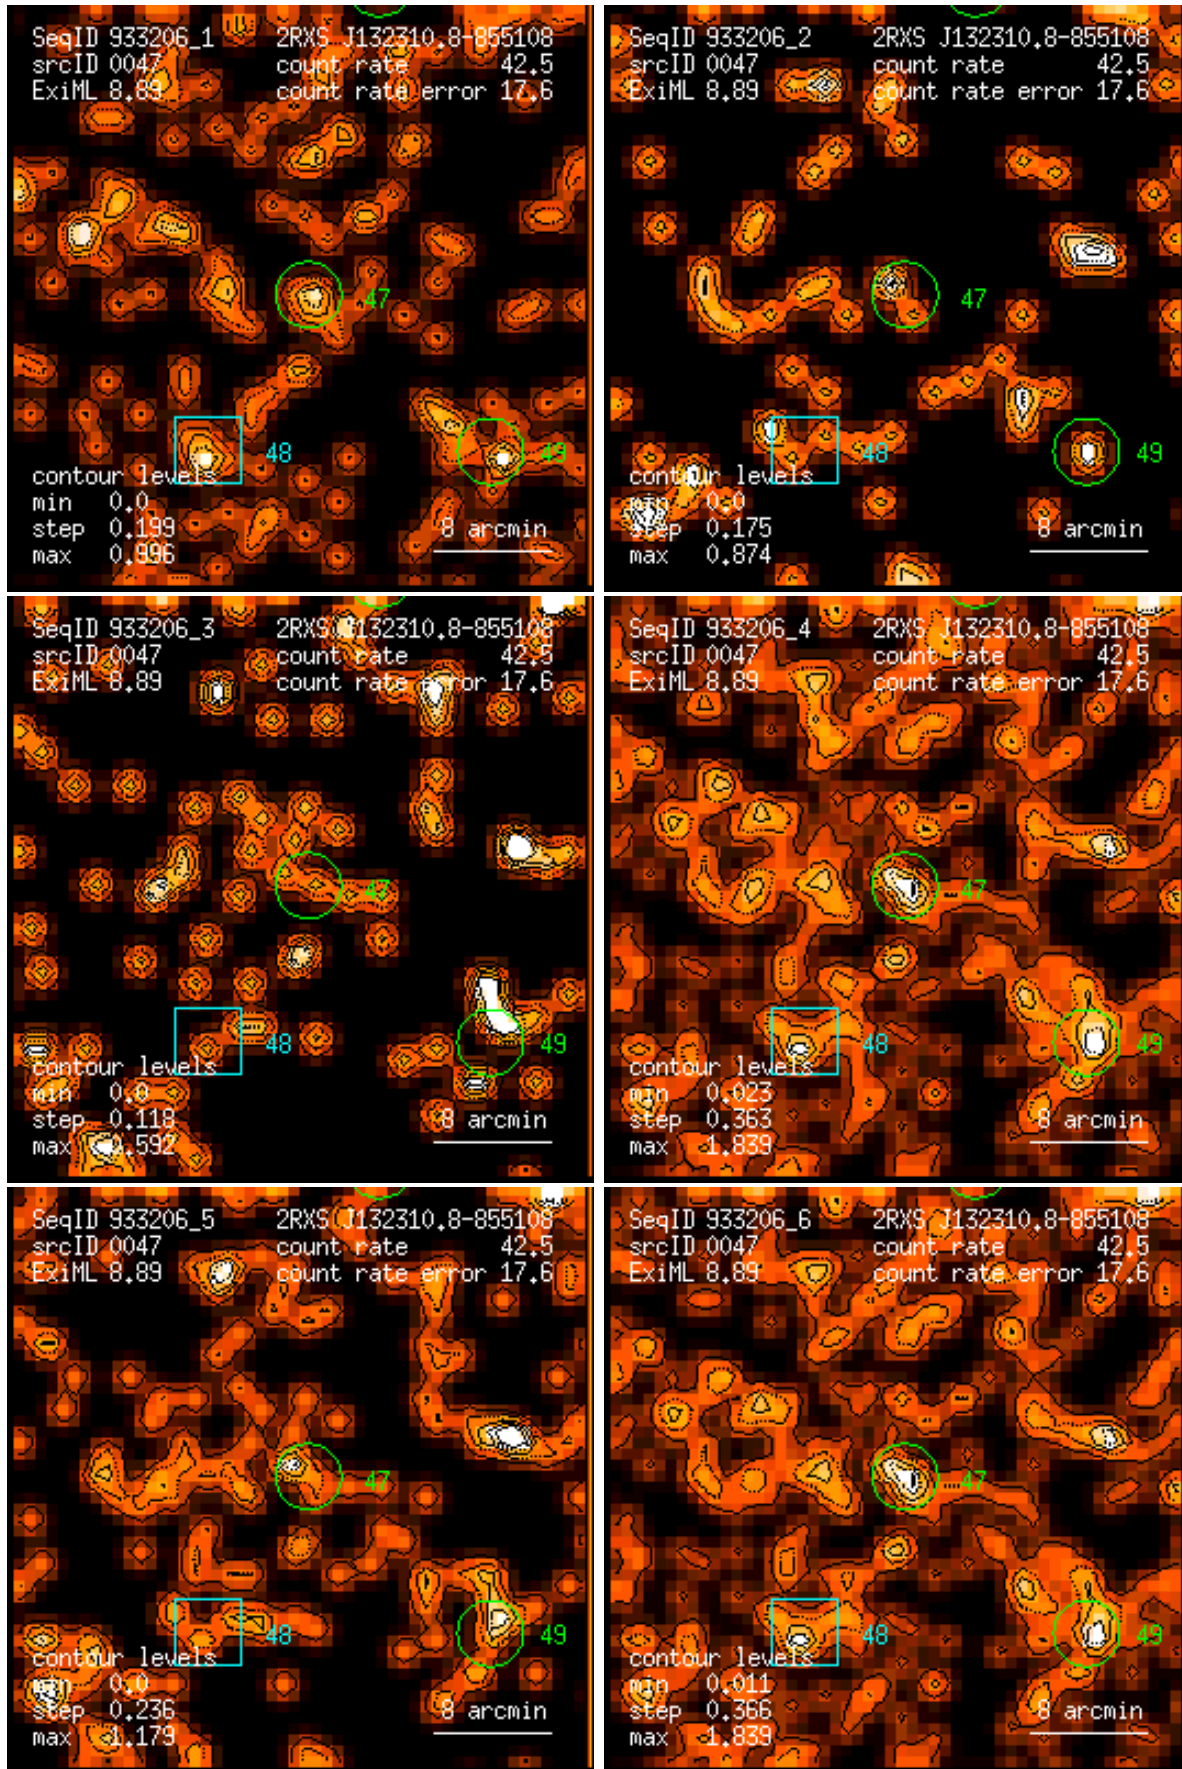 SeqID 933206_1 2RXS J132310.8-855108
srcID 0047 count rate 42.5
ExiML 8.89 count rate error 17.6
47
48
49
contour levels
min 0.0
step 0.199
max 0.996
8 arcmin
SeqID 933206_2 2RXS J132310.8-855108
srcID 0047 count rate 42.5
ExiML 8.89 count rate error 17.6
47
48
49
contour levels
min 0.0
step 0.175
max 0.874
8 arcmin
SeqID 933206_3 2RXS J132310.8-855108
srcID 0047 count rate 42.5
ExiML 8.89 count rate error 17.6
47
48
49
contour levels
min 0.0
step 0.118
max 0.592
8 arcmin
SeqID 933206_4 2RXS J132310.8-855108
srcID 0047 count rate 42.5
ExiML 8.89 count rate error 17.6
47
48
49
contour levels
min 0.023
step 0.363
max 1.839
8 arcmin
SeqID 933206_5 2RXS J132310.8-855108
srcID 0047 count rate 42.5
ExiML 8.89 count rate error 17.6
47
48
49
contour levels
min 0.0
step 0.236
max 1.179
8 arcmin
SeqID 933206_6 2RXS J132310.8-855108
srcID 0047 count rate 42.5
ExiML 8.89 count rate error 17.6
47
48
49
contour levels
min 0.011
step 0.366
max 1.839
8 arcmin